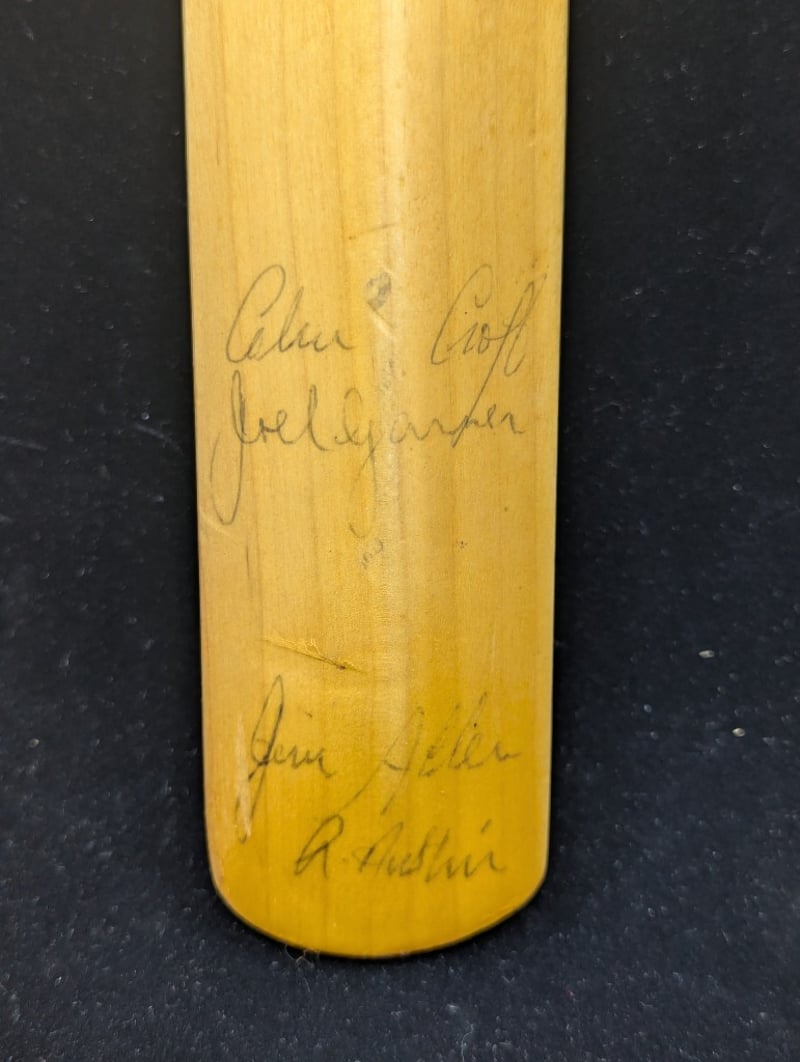 Colin Croft
Joel Garner
Jim Allen
R. Austin